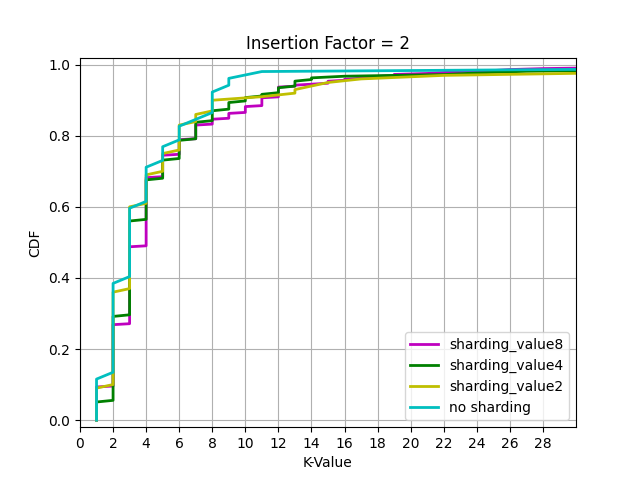 Insertion Factor = 2
1.0
0.8
0.6
0.4
0.2
0.0
CDF
sharding_value8
sharding_value4
sharding_value2
no sharding
0 2 4 6 8 10 12 14 16 18 20 22 24 26 28
K-Value